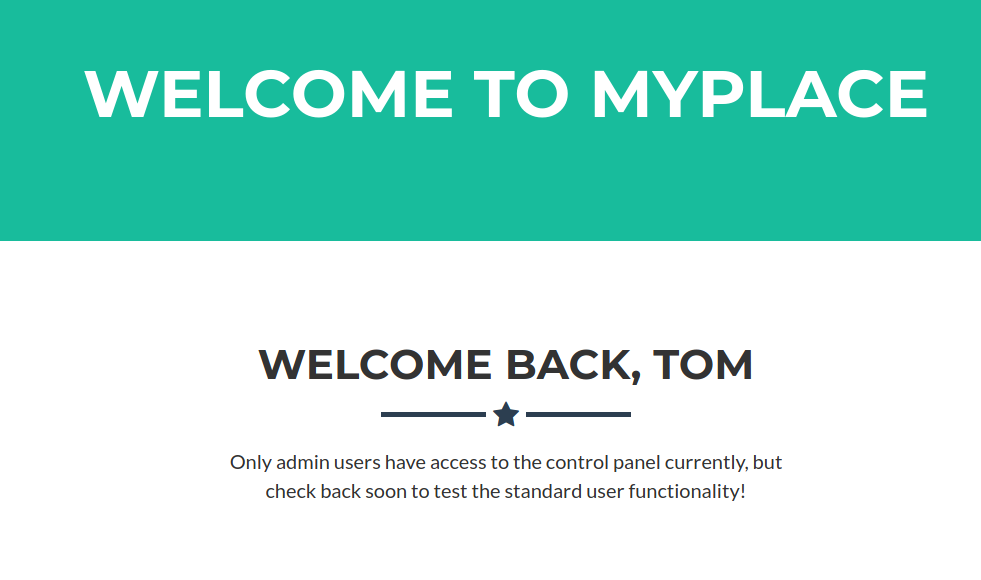 WELCOME TO MYPLACE
WELCOME BACK, TOM
Only admin users have access to the control panel currently, but
check back soon to test the standard user functionality!